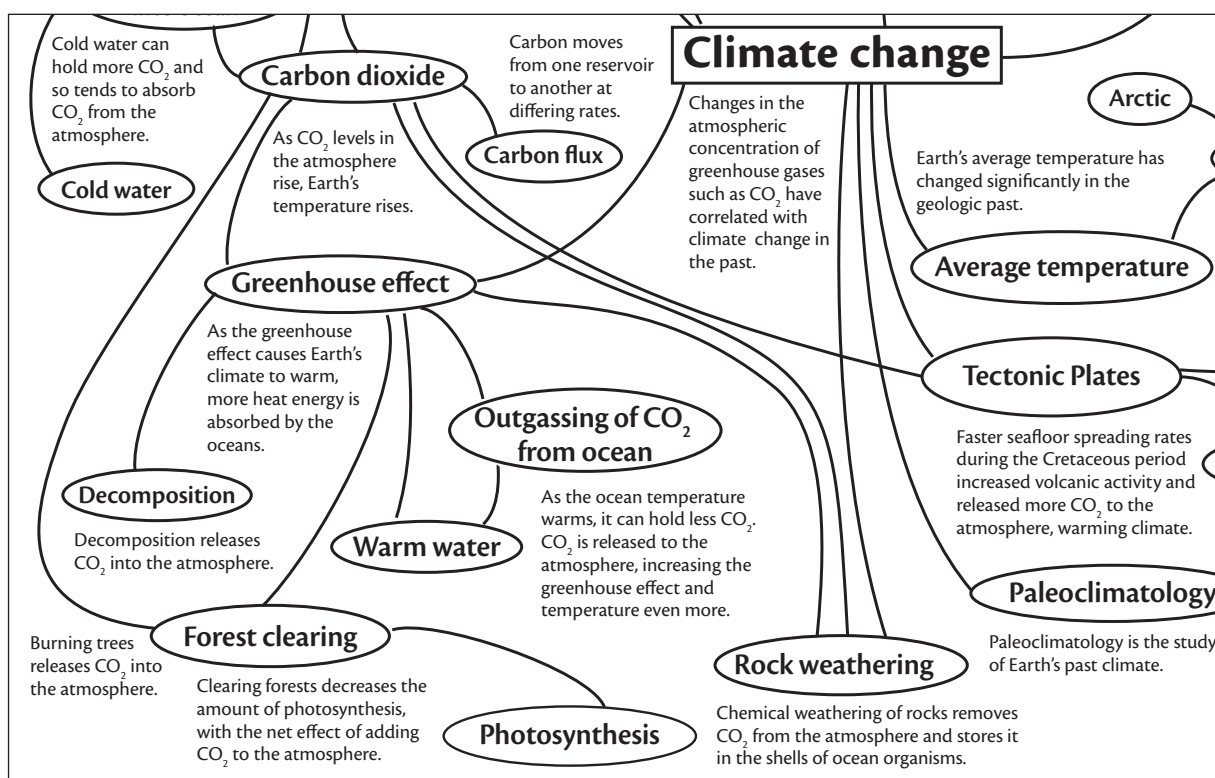 Cold water can
hold more CO₂ and
so tends to absorb
CO₂ from the
atmosphere.
Cold water
Carbon dioxide
As CO₂ levels in
the atmosphere
rise, Earth's
temperature rises.
Carbon moves
from one reservoir
to another at
differing rates.
Carbon flux
Climate change
Changes in the
atmospheric
concentration of
greenhouse gases
such as CO₂ have
correlated with
climate change in
the past.
Arctic
Earth's average temperature has
changed significantly in the
geologic past.
Average temperature
Greenhouse effect
As the greenhouse
effect causes Earth's
climate to warm,
more heat energy is
absorbed by the
oceans.
Tectonic Plates
Faster seafloor spreading rates
during the Cretaceous period
increased volcanic activity and
released more CO₂ to the
atmosphere, warming climate.
Outgassing of CO₂
from ocean
As the ocean temperature
warms, it can hold less CO₂.
CO₂ is released to the
atmosphere, increasing the
greenhouse effect and
temperature even more.
Decomposition
Decomposition releases
CO₂ into the atmosphere.
Warm water
Paleoclimatology
Paleoclimatology is the study
of Earth's past climate.
Forest clearing
Burning trees
releases CO₂ into
the atmosphere.
Clearing forests decreases the
amount of photosynthesis,
with the net effect of adding
CO₂ to the atmosphere.
Photosynthesis
Rock weathering
Chemical weathering of rocks removes
CO₂ from the atmosphere and stores it
in the shells of ocean organisms.